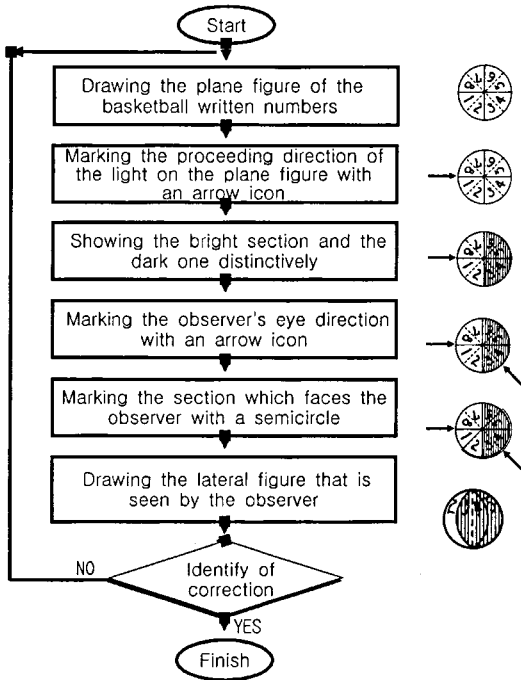 Start
Drawing the plane figure of the
basketball written numbers
Marking the proceeding direction of
the light on the plane figure with
an arrow icon
Showing the bright section and the
dark one distinctively
Marking the observer's eye direction
with an arrow icon
Marking the section which faces the
observer with a semicircle
Drawing the lateral figure that is
seen by the observer
Identify of
correction
NO
YES
Finish